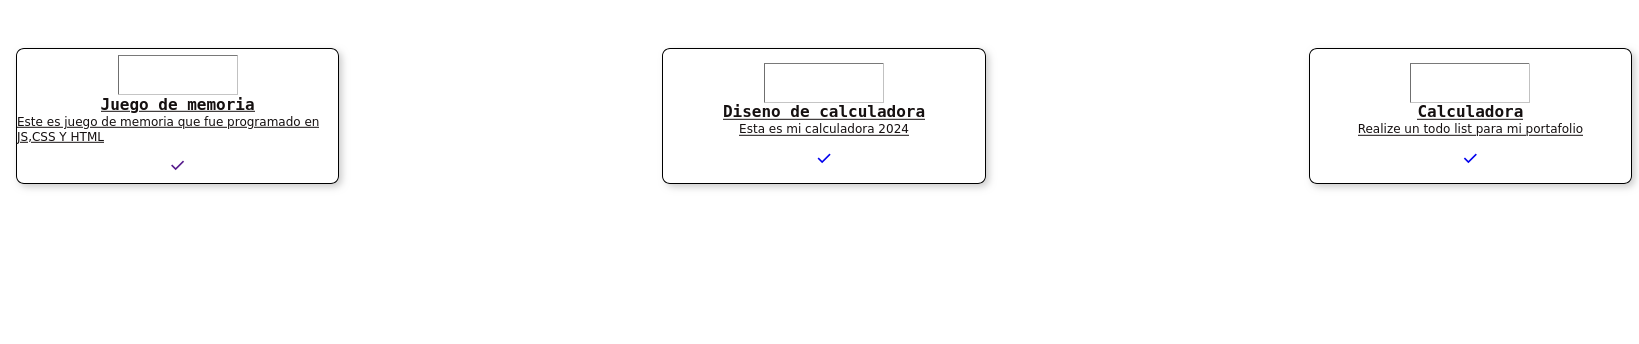 Juego de memoria
Este es juego de memoria que fue programado en
JS,CSS Y HTML
Diseno de calculadora
Esta es mi calculadora 2024
Calculadora
Realize un todo list para mi portafolio